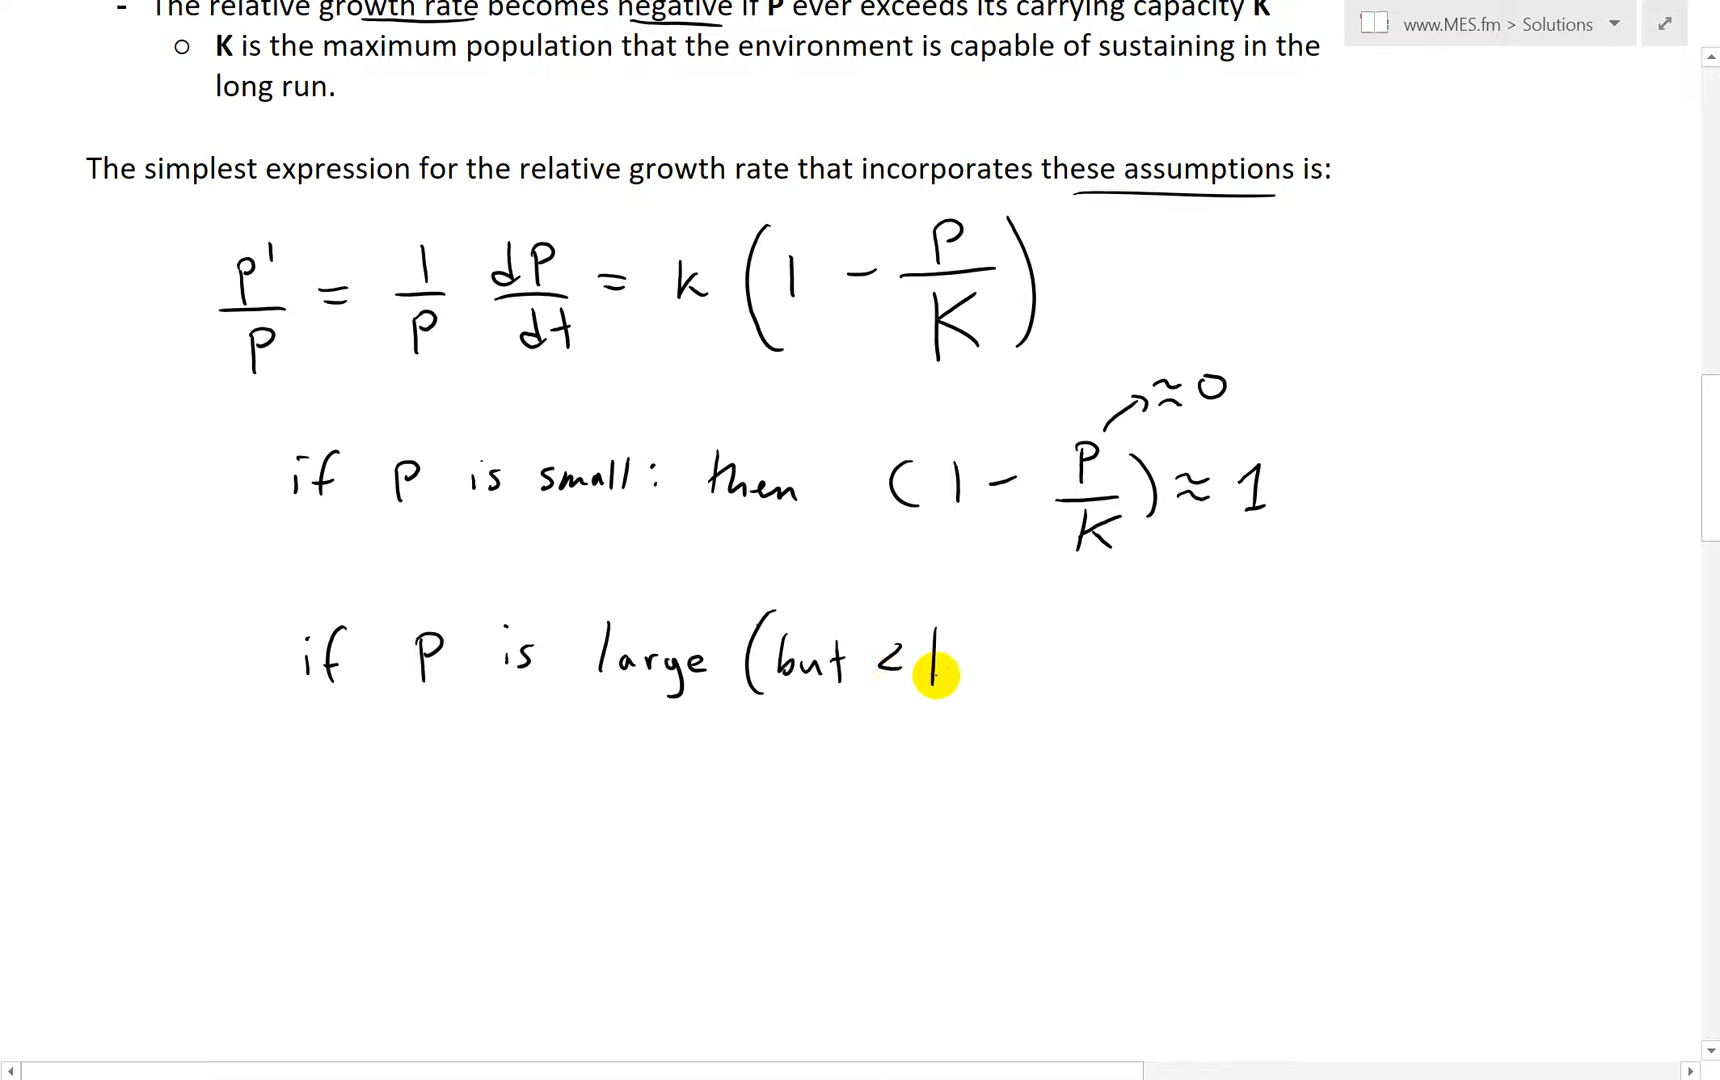 - The relative growth rate becomes negative if P ever exceeds its carrying capacity K
www.MES.fm > Solutions
○ K is the maximum population that the environment is capable of sustaining in the
long run.
The simplest expression for the relative growth rate that incorporates these assumptions is:
P'/P = 1/P dP/dt = k (1 - P/K)
≈ 0
if P is small: then (1 - P/K) ≈ 1
if P is large (but < |